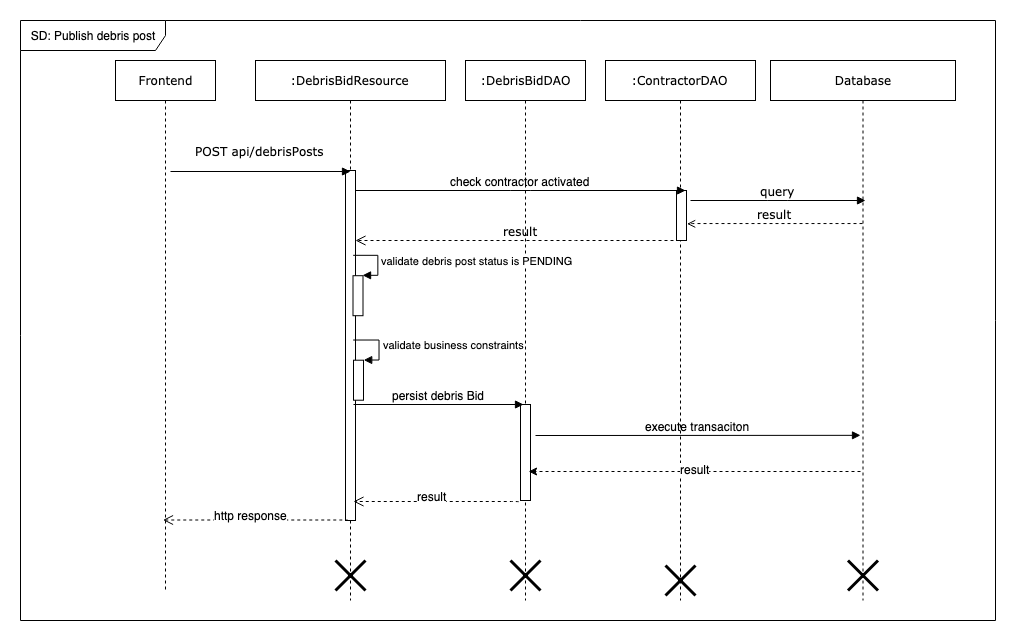 SD: Publish debris post
Frontend
:DebrisBidResource
:DebrisBidDAO
:ContractorDAO
Database
POST api/debrisPosts
check contractor activated
query
result
result
validate debris post status is PENDING
validate business constraints
persist debris Bid
execute transaciton
result
result
http response